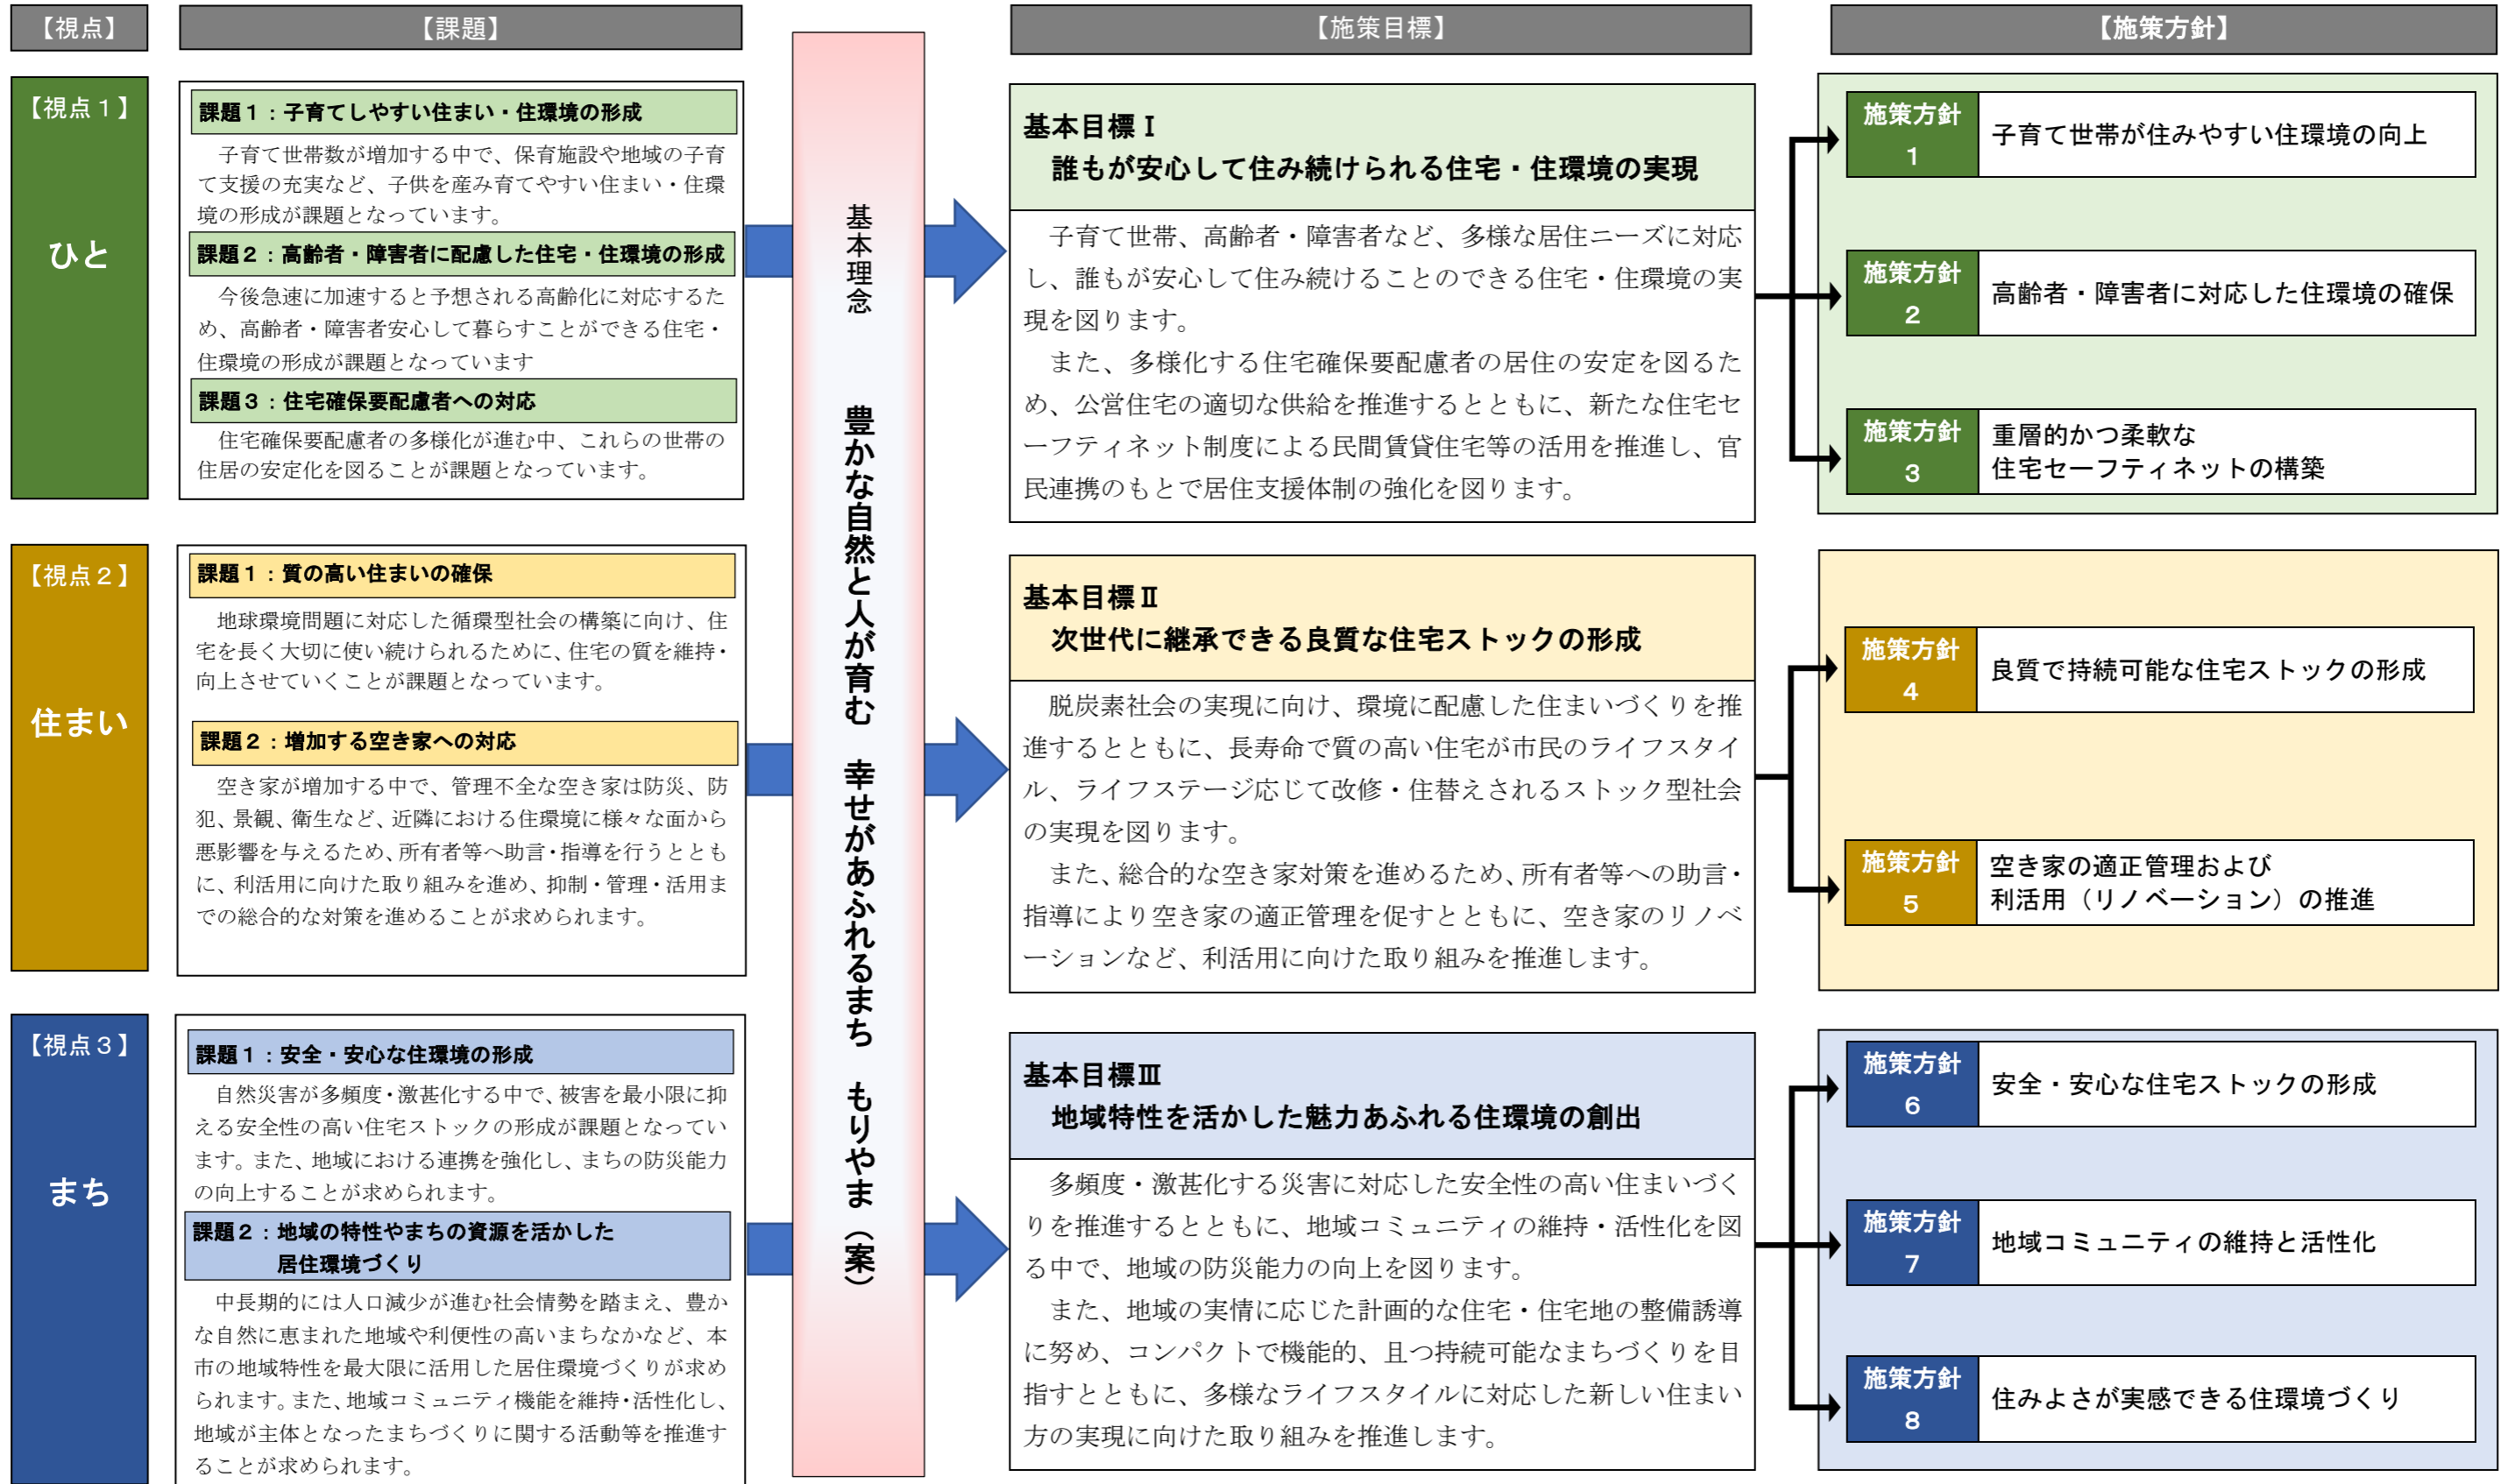 【視点】
【課題】
【施策目標】
【施策方針】
【視点１】
ひと
課題１：子育てしやすい住まい・住環境の形成
子育て世帯数が増加する中で、保育施設や地域の子育
て支援の充実など、子供を産み育てやすい住まい・住環
境の形成が課題となっています。
課題２：高齢者・障害者に配慮した住宅・住環境の形成
今後急速に加速すると予想される高齢化に対応するた
め、高齢者・障害者安心して暮らすことができる住宅・
住環境の形成が課題となっています
課題３：住宅確保要配慮者への対応
住宅確保要配慮者の多様化が進む中、これらの世帯の
住居の安定化を図ることが課題となっています。
基本理念　豊かな自然と人が育む　幸せがあふれるまち　もりやま（案）
基本目標Ⅰ
誰もが安心して住み続けられる住宅・住環境の実現
子育て世帯、高齢者・障害者など、多様な居住ニーズに対応
し、誰もが安心して住み続けることのできる住宅・住環境の実
現を図ります。
また、多様化する住宅確保要配慮者の居住の安定を図るた
め、公営住宅の適切な供給を推進するとともに、新たな住宅セ
ーフティネット制度による民間賃貸住宅等の活用を推進し、官
民連携のもとで居住支援体制の強化を図ります。
施策方針
１
子育て世帯が住みやすい住環境の向上
施策方針
２
高齢者・障害者に対応した住環境の確保
施策方針
３
重層的かつ柔軟な
住宅セーフティネットの構築
【視点２】
住まい
課題１：質の高い住まいの確保
地球環境問題に対応した循環型社会の構築に向け、住
宅を長く大切に使い続けられるために、住宅の質を維持・
向上させていくことが課題となっています。
課題２：増加する空き家への対応
空き家が増加する中で、管理不全な空き家は防災、防
犯、景観、衛生など、近隣における住環境に様々な面から
悪影響を与えるため、所有者等へ助言・指導を行うととも
に、利活用に向けた取り組みを進め、抑制・管理・活用ま
での総合的な対策を進めることが求められます。
基本目標Ⅱ
次世代に継承できる良質な住宅ストックの形成
脱炭素社会の実現に向け、環境に配慮した住まいづくりを推
進するとともに、長寿命で質の高い住宅が市民のライフスタイ
ル、ライフステージ応じて改修・住替えされるストック型社会
の実現を図ります。
また、総合的な空き家対策を進めるため、所有者等への助言・
指導により空き家の適正管理を促すとともに、空き家のリノベ
ーションなど、利活用に向けた取り組みを推進します。
施策方針
４
良質で持続可能な住宅ストックの形成
施策方針
５
空き家の適正管理および
利活用（リノベーション）の推進
【視点３】
まち
課題１：安全・安心な住環境の形成
自然災害が多頻度・激甚化する中で、被害を最小限に抑
える安全性の高い住宅ストックの形成が課題となってい
ます。また、地域における連携を強化し、まちの防災能力
の向上することが求められます。
課題２：地域の特性やまちの資源を活かした
居住環境づくり
中長期的には人口減少が進む社会情勢を踏まえ、豊か
な自然に恵まれた地域や利便性の高いまちなかなど、本
市の地域特性を最大限に活用した居住環境づくりが求め
られます。また、地域コミュニティ機能を維持・活性化し、
地域が主体となったまちづくりに関する活動等を推進す
ることが求められます。
基本目標Ⅲ
地域特性を活かした魅力あふれる住環境の創出
多頻度・激甚化する災害に対応した安全性の高い住まいづく
りを推進するとともに、地域コミュニティの維持・活性化を図
る中で、地域の防災能力の向上を図ります。
また、地域の実情に応じた計画的な住宅・住宅地の整備誘導
に努め、コンパクトで機能的、且つ持続可能なまちづくりを目
指すとともに、多様なライフスタイルに対応した新しい住まい
方の実現に向けた取り組みを推進します。
施策方針
６
安全・安心な住宅ストックの形成
施策方針
７
地域コミュニティの維持と活性化
施策方針
８
住みよさが実感できる住環境づくり